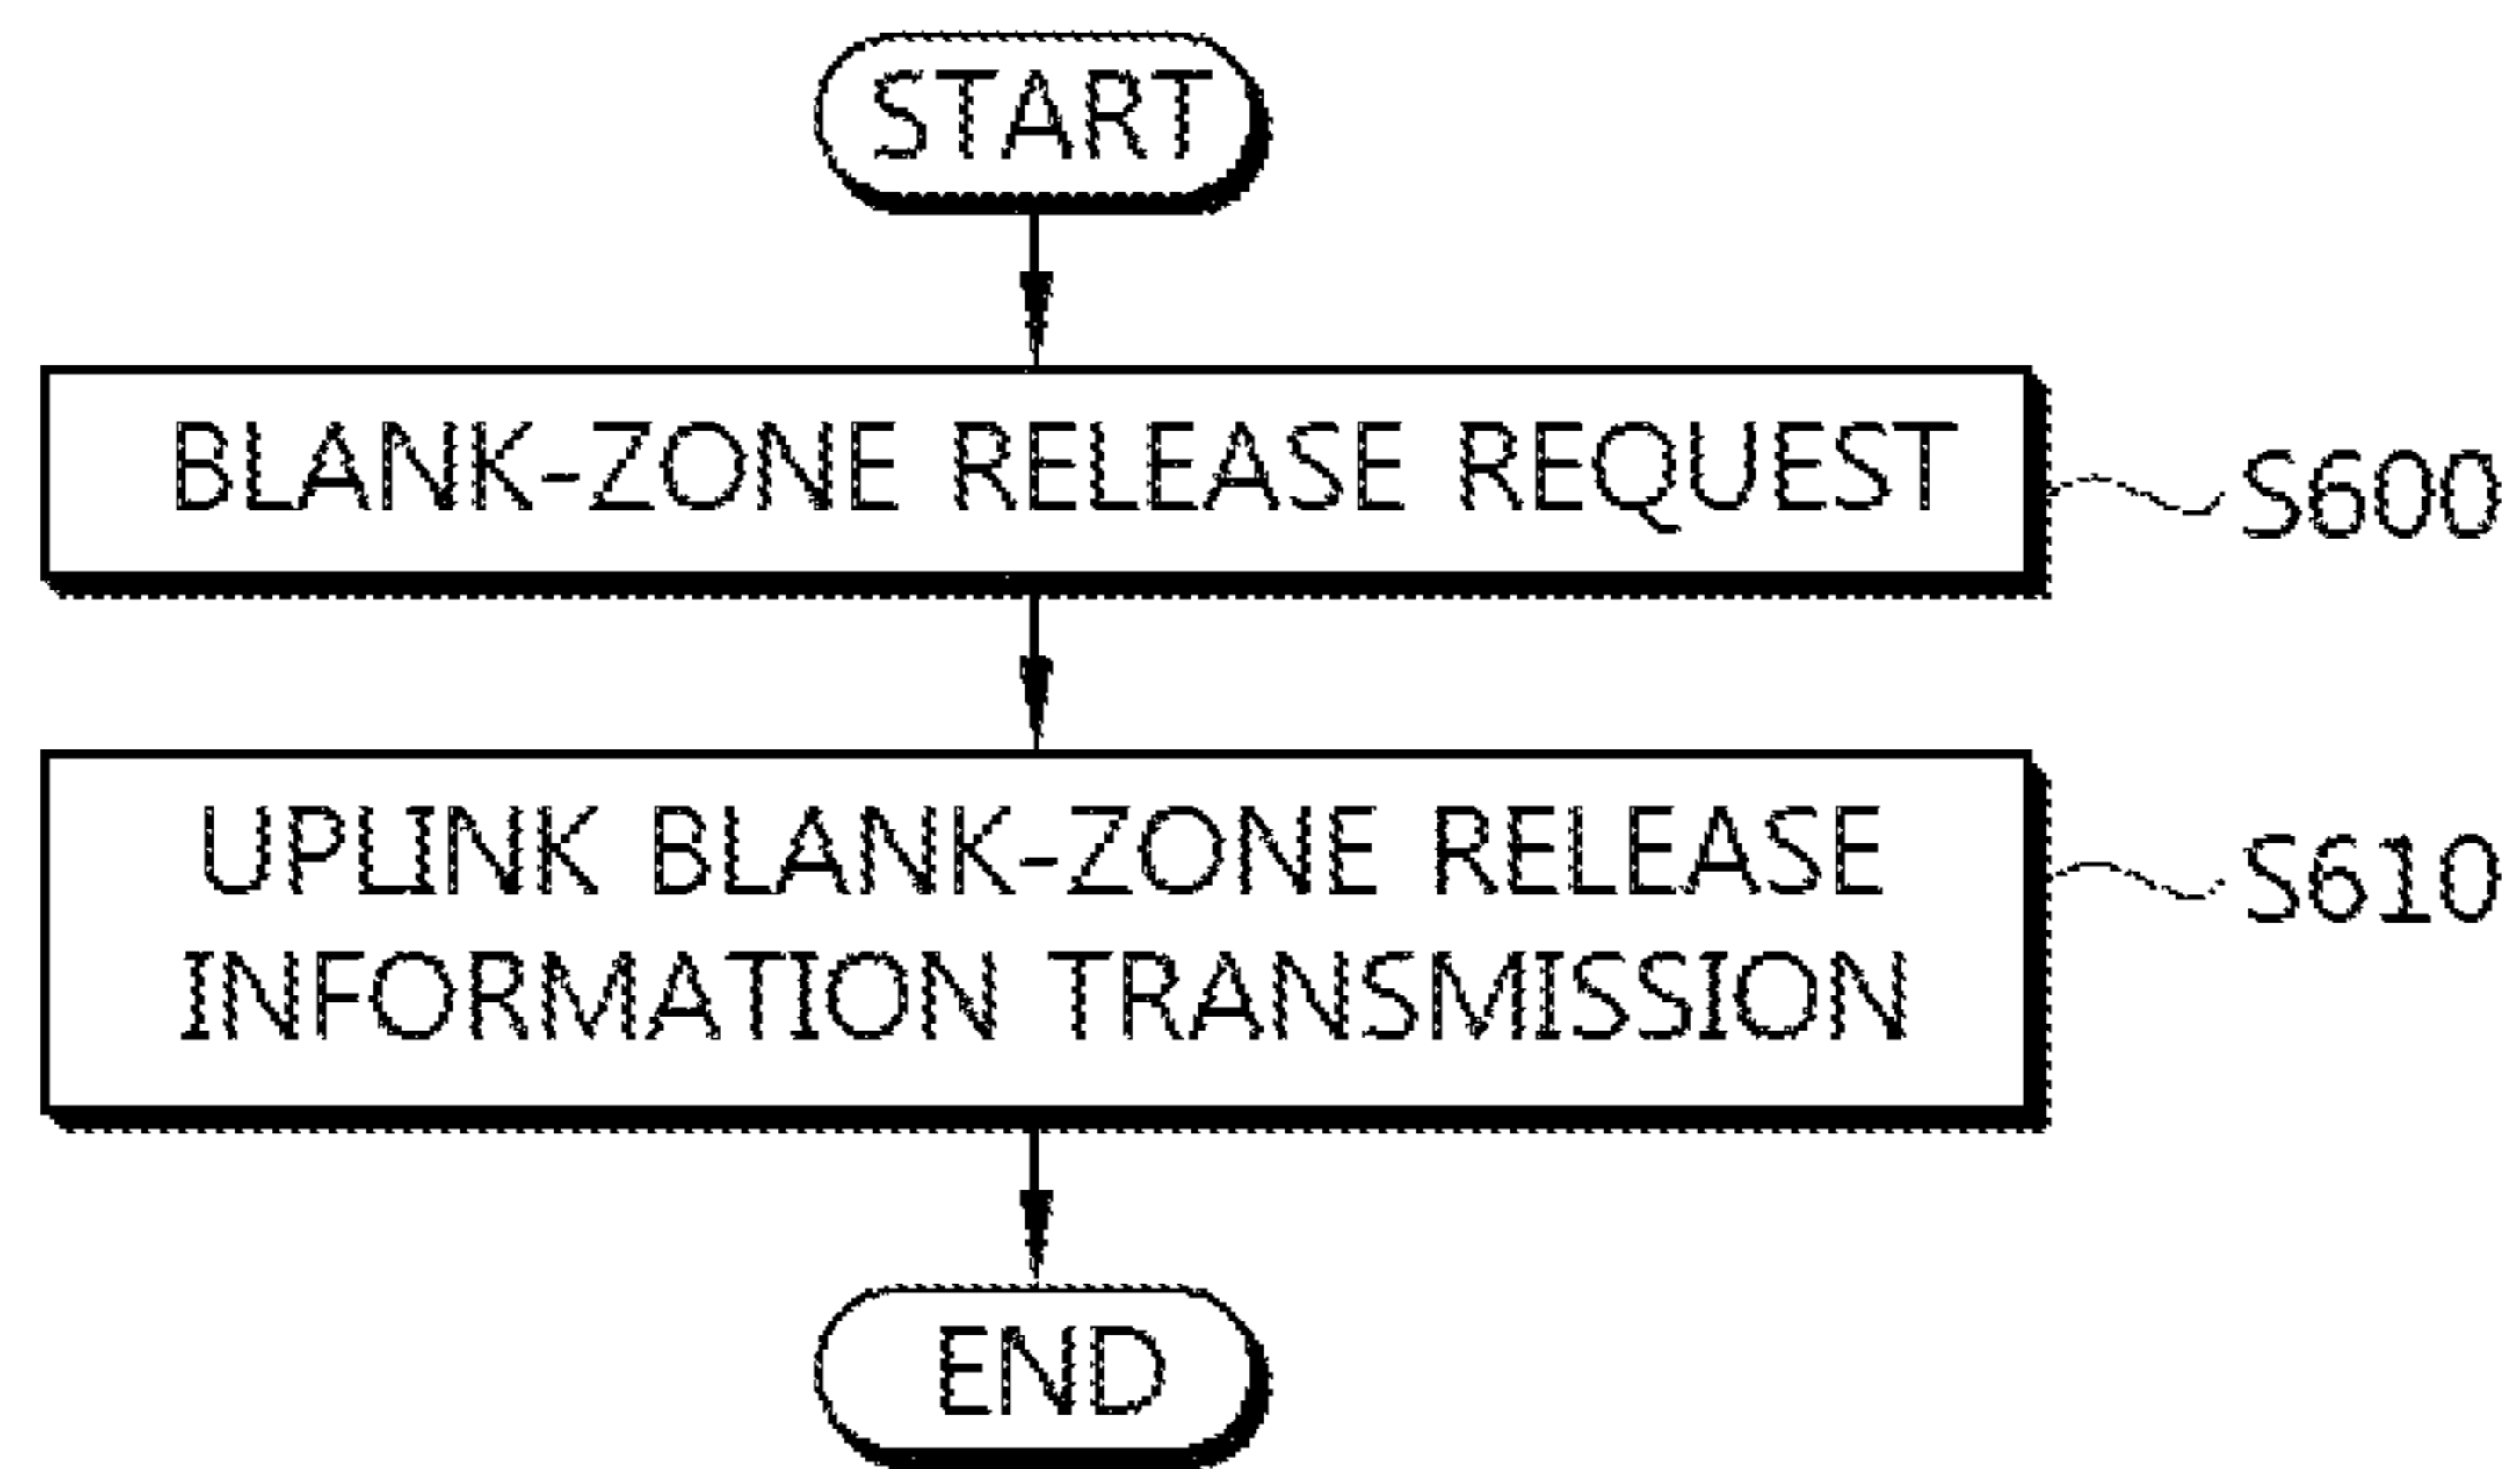 START
BLANK-ZONE RELEASE REQUEST
S600
UPLINK BLANK-ZONE RELEASE
INFORMATION TRANSMISSION
S610
END